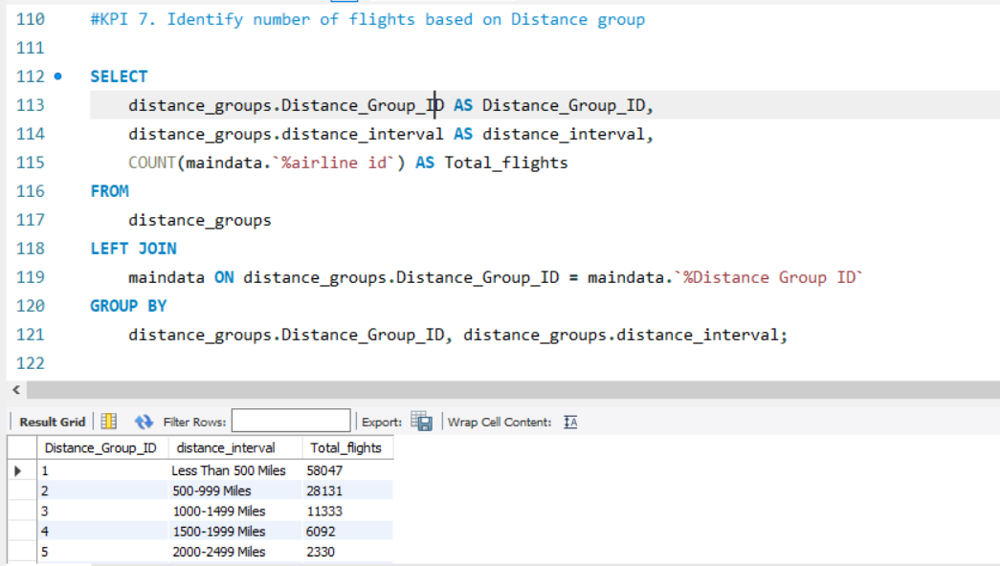 110 #KPI 7. Identify number of flights based on Distance group
111
112 SELECT
113 distance_groups.Distance_Group_ID AS Distance_Group_ID,
114 distance_groups.distance_interval AS distance_interval,
115 COUNT(maindata.`%airline id`) AS Total_flights
116 FROM
117 distance_groups
118 LEFT JOIN
119 maindata ON distance_groups.Distance_Group_ID = maindata.`%Distance Group ID`
120 GROUP BY
121 distance_groups.Distance_Group_ID, distance_groups.distance_interval;
122
Result Grid Filter Rows: Export: Wrap Cell Content: IA
Distance_Group_ID distance_interval Total_flights
1 Less Than 500 Miles 58047
2 500-999 Miles 28131
3 1000-1499 Miles 11333
4 1500-1999 Miles 6092
5 2000-2499 Miles 2330